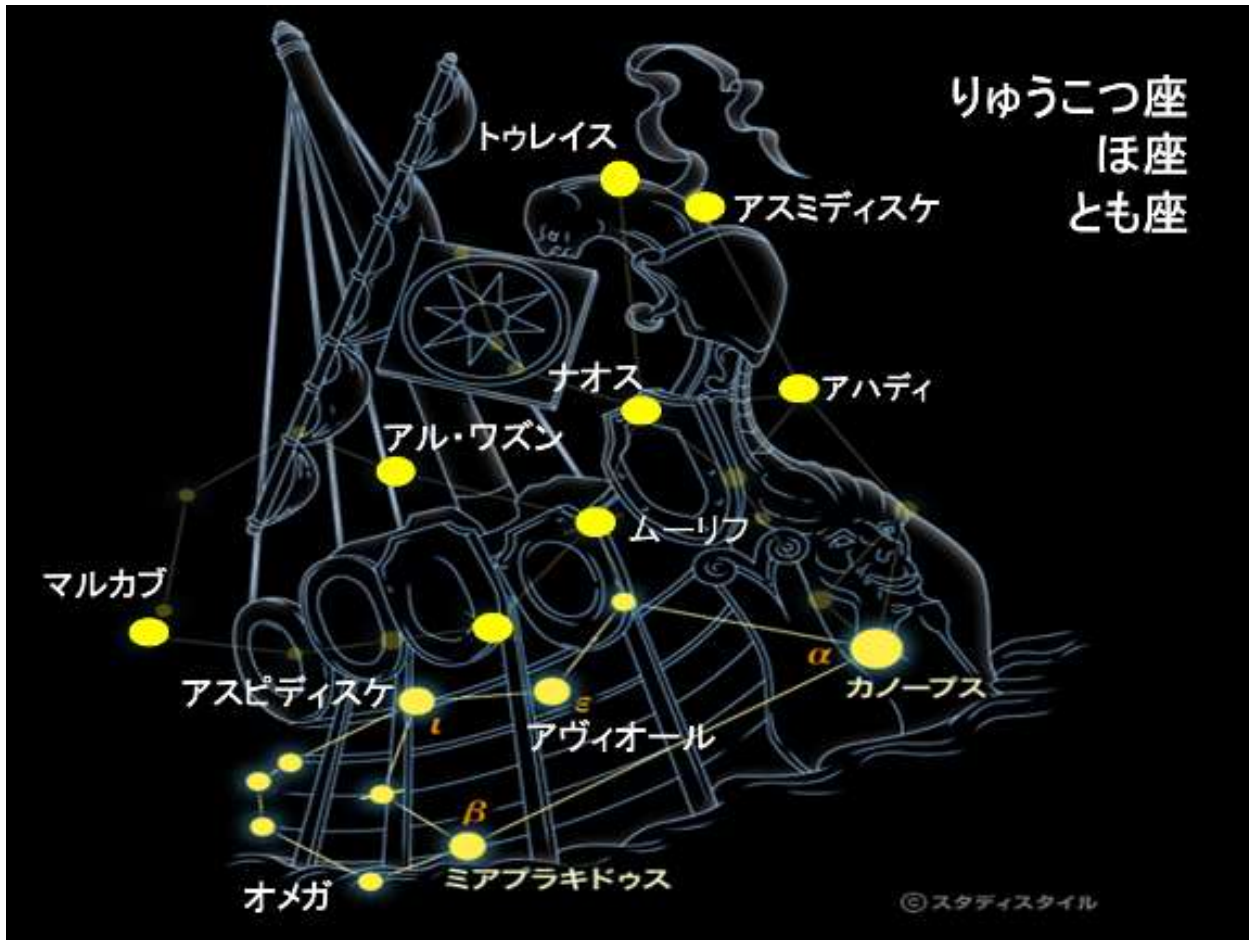 りゅうこつ座
ほ座
とも座
トゥレイス
アスミディスケ
ナオス
アハディ
アル・ワズン
ムーリフ
マルカブ
α
カノープス
アスピディスケ
ι
ε
アヴィオール
β
ミアプラキドゥス
オメガ
©スタディスタイル